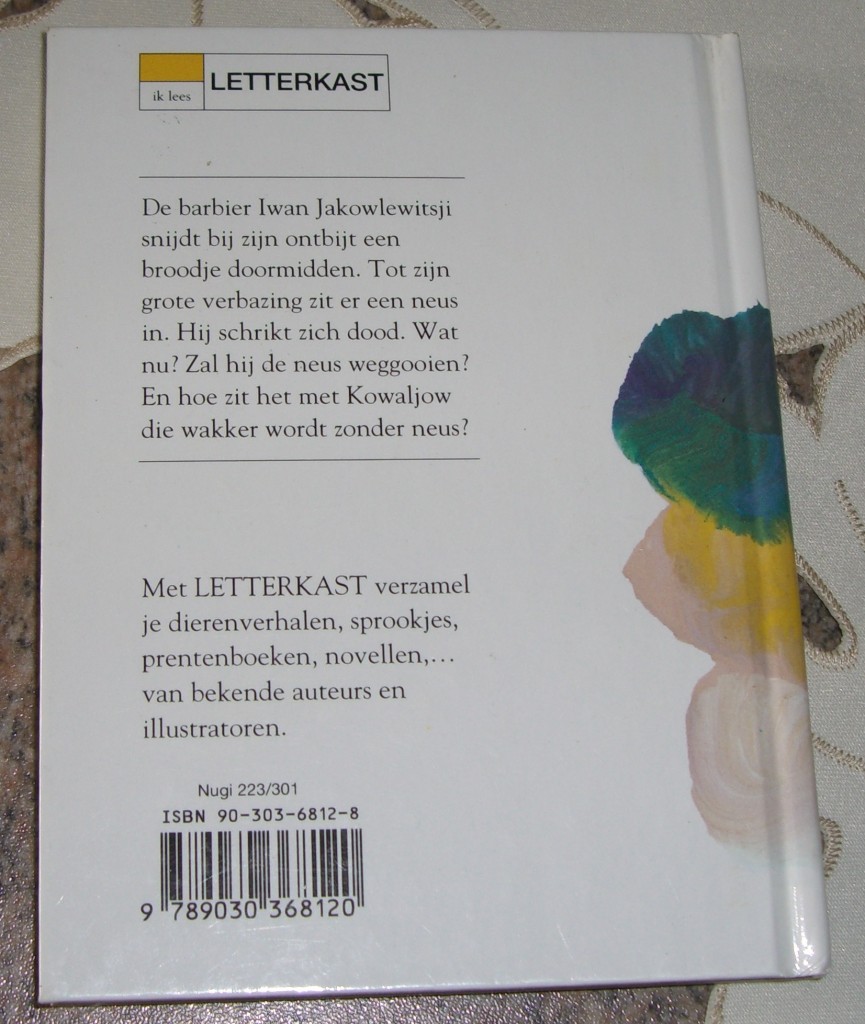 ik lees LETTERKAST
De barbier Iwan Jakowlewitsji
snijdt bij zijn ontbijt een
broodje doormidden. Tot zijn
grote verbazing zit er een neus
in. Hij schrikt zich dood. Wat
nu? Zal hij de neus weggooien?
En hoe zit het met Kowaljow
die wakker wordt zonder neus?
Met LETTERKAST verzamel
je dierenverhalen, sprookjes,
prentenboeken, novellen,...
van bekende auteurs en
illustratoren.
Nugi 223/301
ISBN 90-303-6812-8
9 789030 368120